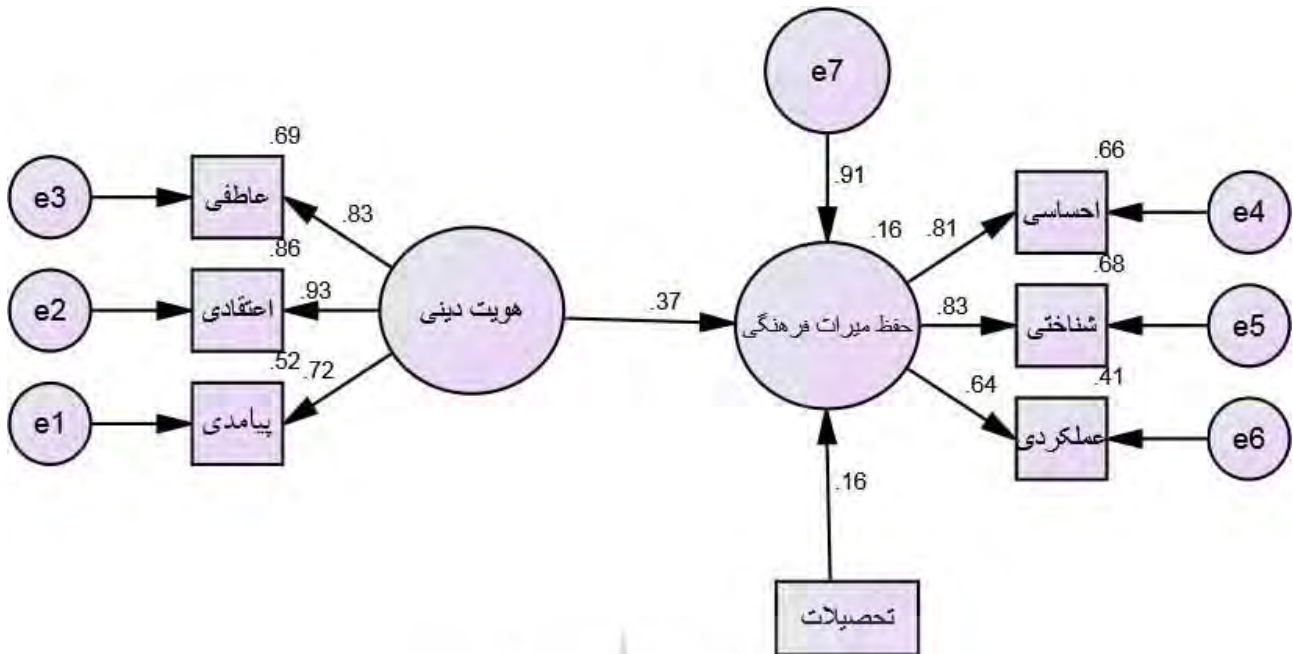 e7
.91
.69
عاطفی
e3
.83
.86
اعتقادی
e2
.93
.52
پیامدی
e1
.72
هویت دینی
.37
.16
حفظ میراث فرهنگی
.81
.66
احساسی
e4
.83
.68
شناختی
e5
.64
.41
عملکردی
e6
.16
تحصیلات